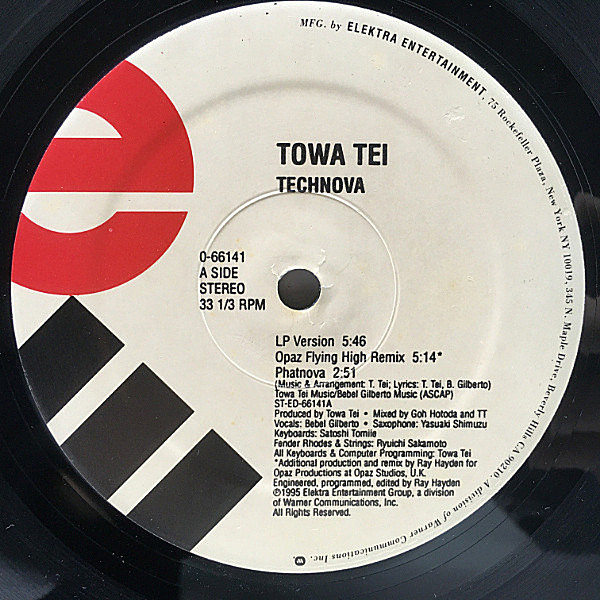 MFG. by ELEKTRA ENTERTAINMENT, 75 Rockefeller Plaza, New York NY 10019, 345 N. Maple Drive, Beverly Hills CA 90210. A division of Warner Communications Inc.
e
TOWA TEI
TECHNOVA
0-66141
A SIDE
STEREO
33 1/3 RPM
LP Version 5:46
Opaz Flying High Remix 5:14*
Phatnova 2:51
(Music & Arrangement: T. Tei; Lyrics: T. Tei, B. Gilberto)
Towa Tei Music/Bebel Gilberto Music (ASCAP)
ST-ED-66141A
Produced by Towa Tei • Mixed by Goh Hotoda and TT
Vocals: Bebel Gilberto • Saxophone: Yasuaki Shimuzu
Keyboards: Satoshi Tomiie
Fender Rhodes & Strings: Ryuichi Sakamoto
All Keyboards & Computer Programming: Towa Tei
*Additional production and remix by Ray Hayden for
Opaz Productions at Opaz Studios, U.K.
Engineered, programmed, edited by Ray Hayden
℗1995 Elektra Entertainment Group, a division
of Warner Communications, Inc.
All Rights Reserved.